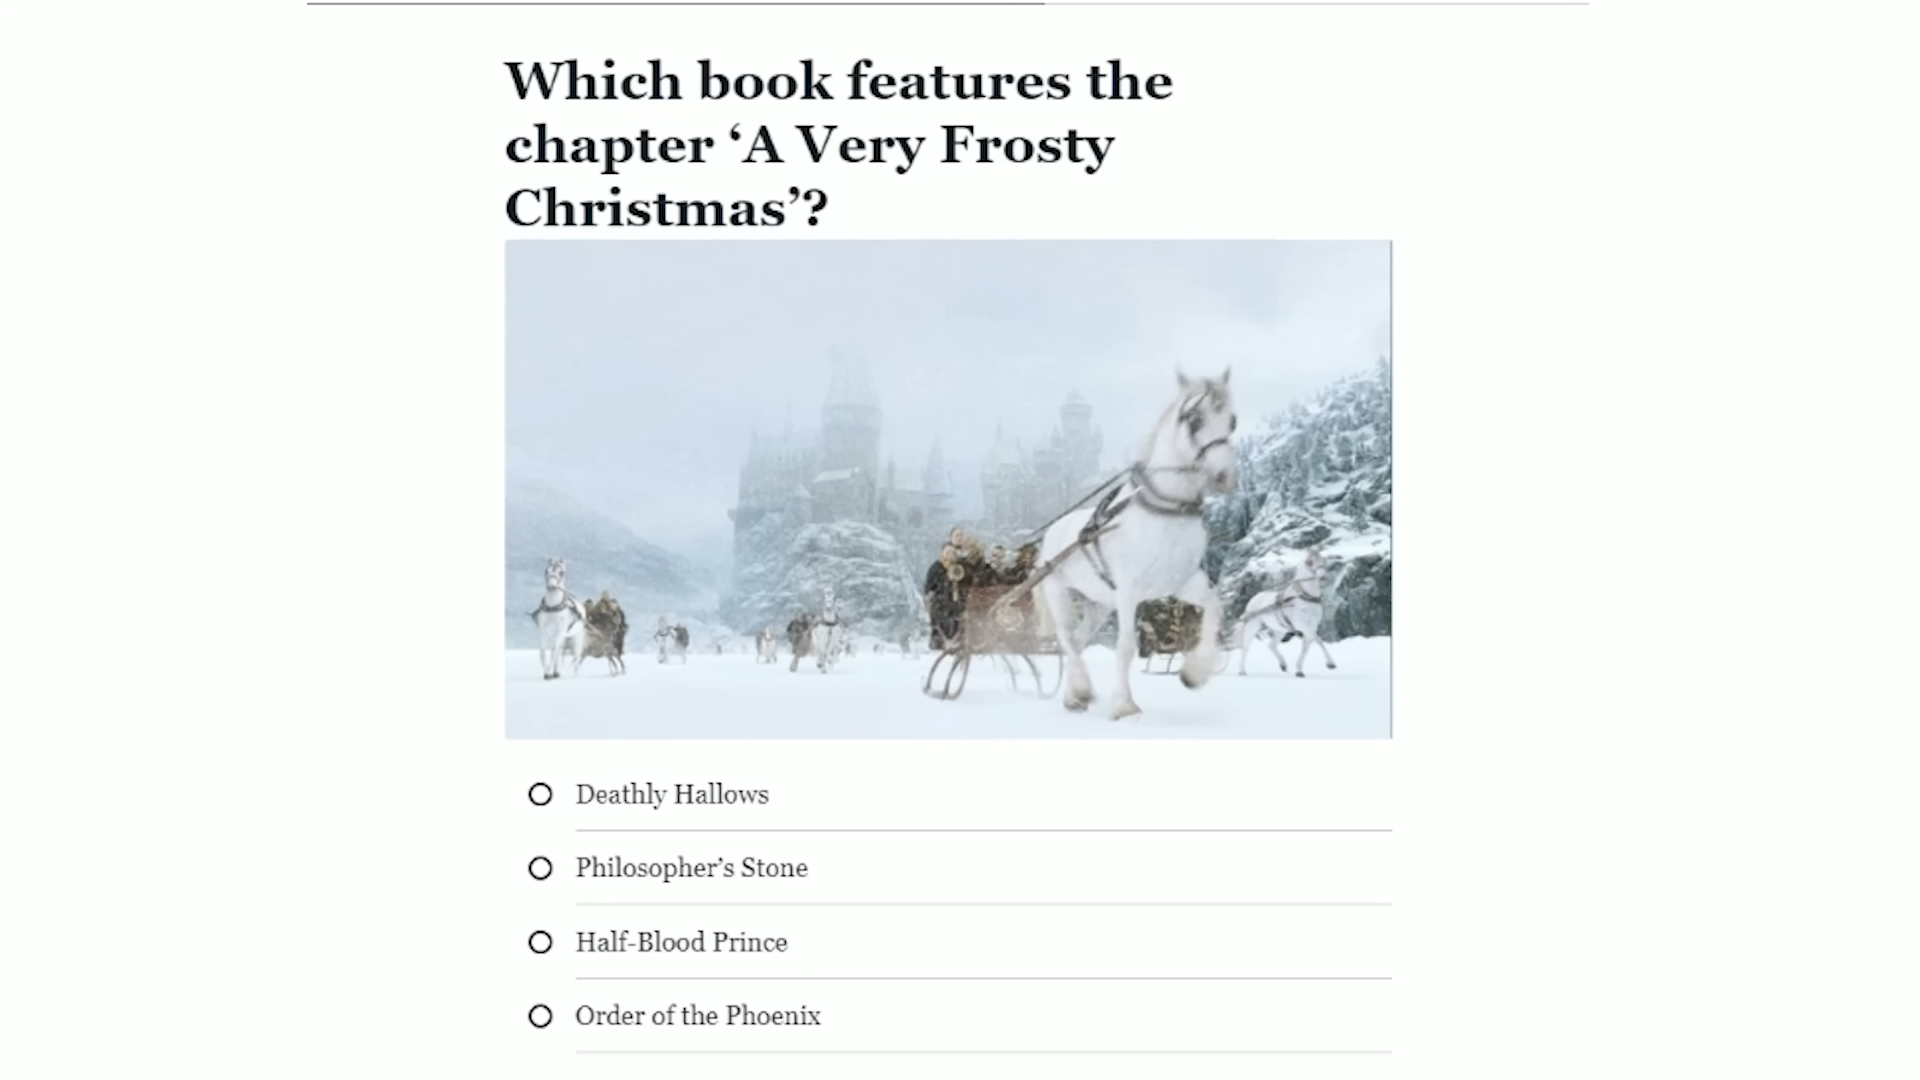 Which book features the
chapter ‘A Very Frosty
Christmas’?
Deathly Hallows
Philosopher’s Stone
Half-Blood Prince
Order of the Phoenix